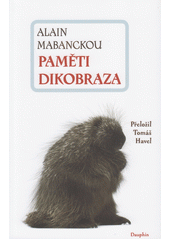 ALAIN
MABANCKOU
PAMĚTI
DIKOBRAZA
Přeložil
Tomáš
Havel
Dauphin